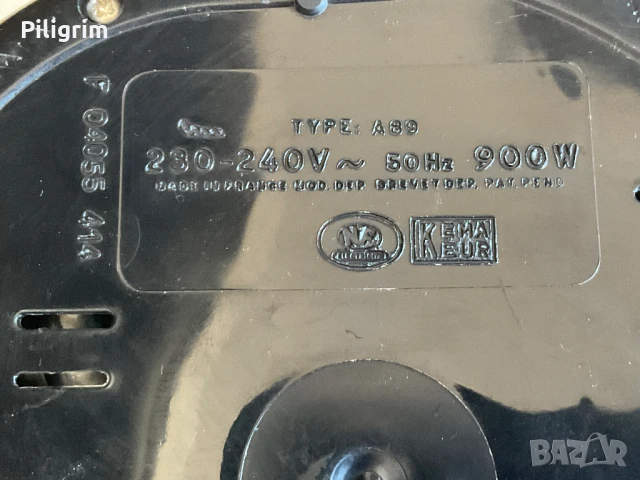 Piligrim
F 04055 414
TYPE: A89
230-240V ~ 50Hz 900W
MADE IN FRANCE MOD. DEP. BREVET DEP. PAT. PEND.
KEMA
KEUR
BAZAR